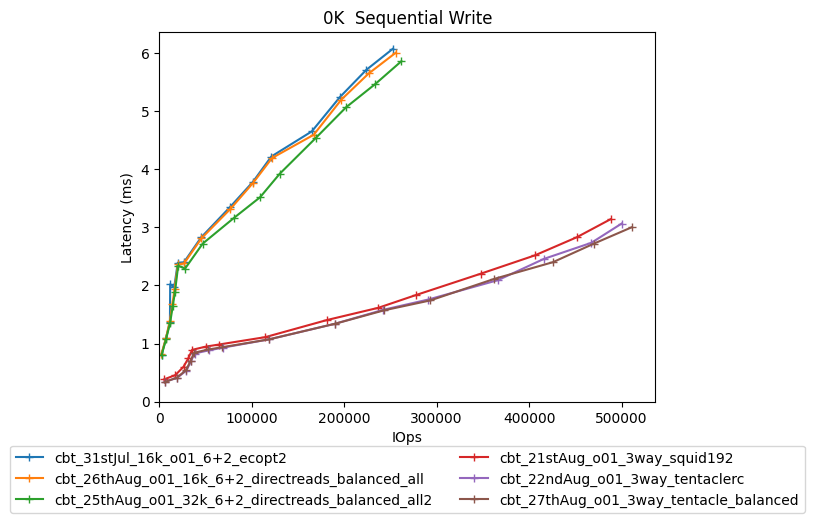 0K  Sequential Write
6
5
4
3
2
1
0
Latency (ms)
0
100000
200000
300000
400000
500000
IOps
cbt_31stJul_16k_o01_6+2_ecopt2
cbt_26thAug_o01_16k_6+2_directreads_balanced_all
cbt_25thAug_o01_32k_6+2_directreads_balanced_all2
cbt_21stAug_o01_3way_squid192
cbt_22ndAug_o01_3way_tentaclerc
cbt_27thAug_o01_3way_tentacle_balanced